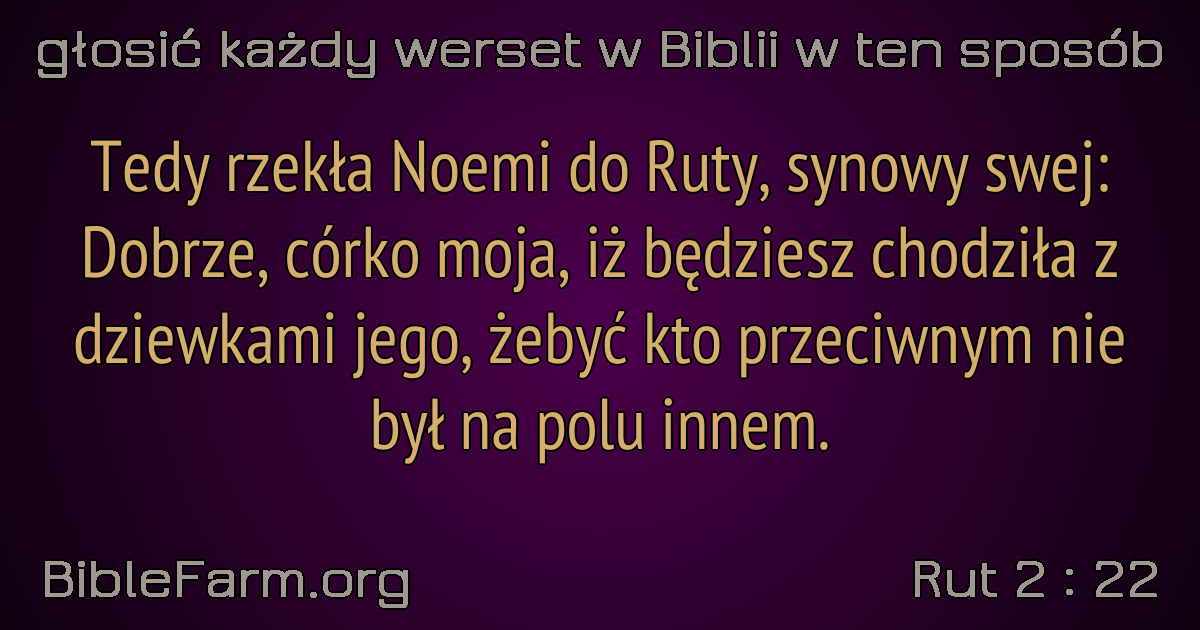 głosić każdy werset w Biblii w ten sposób
Tedy rzekła Noemi do Ruty, synowy swej:
Dobrze, córko moja, iż będziesz chodziła z
dziewkami jego, żebyć kto przeciwnym nie
był na polu innem.
BibleFarm.org
Rut 2 : 22